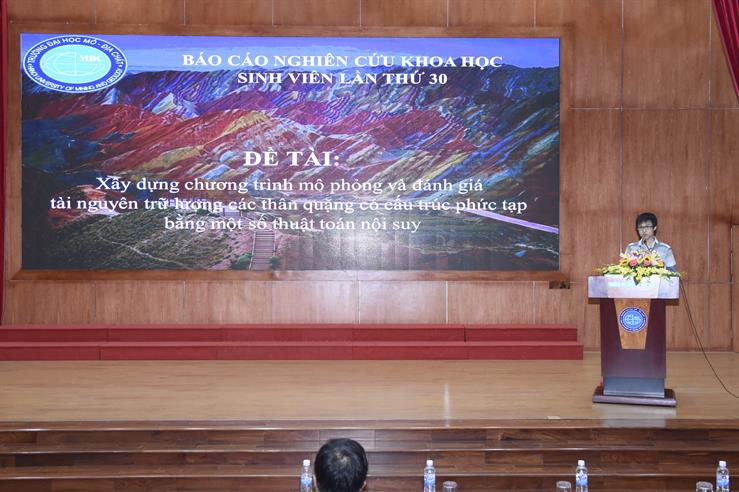 TRƯỜNG ĐẠI HỌC MỎ - ĐỊA CHẤT
HANOI UNIVERSITY OF MINING AND GEOLOGY
MĐC
BÁO CÁO NGHIÊN CỨU KHOA HỌC
SINH VIÊN LẦN THỨ 30
ĐỀ TÀI:
Xây dựng chương trình mô phỏng và đánh giá
tài nguyên trữ lượng các thân quặng có cấu trúc phức tạp
bằng một số thuật toán nội suy